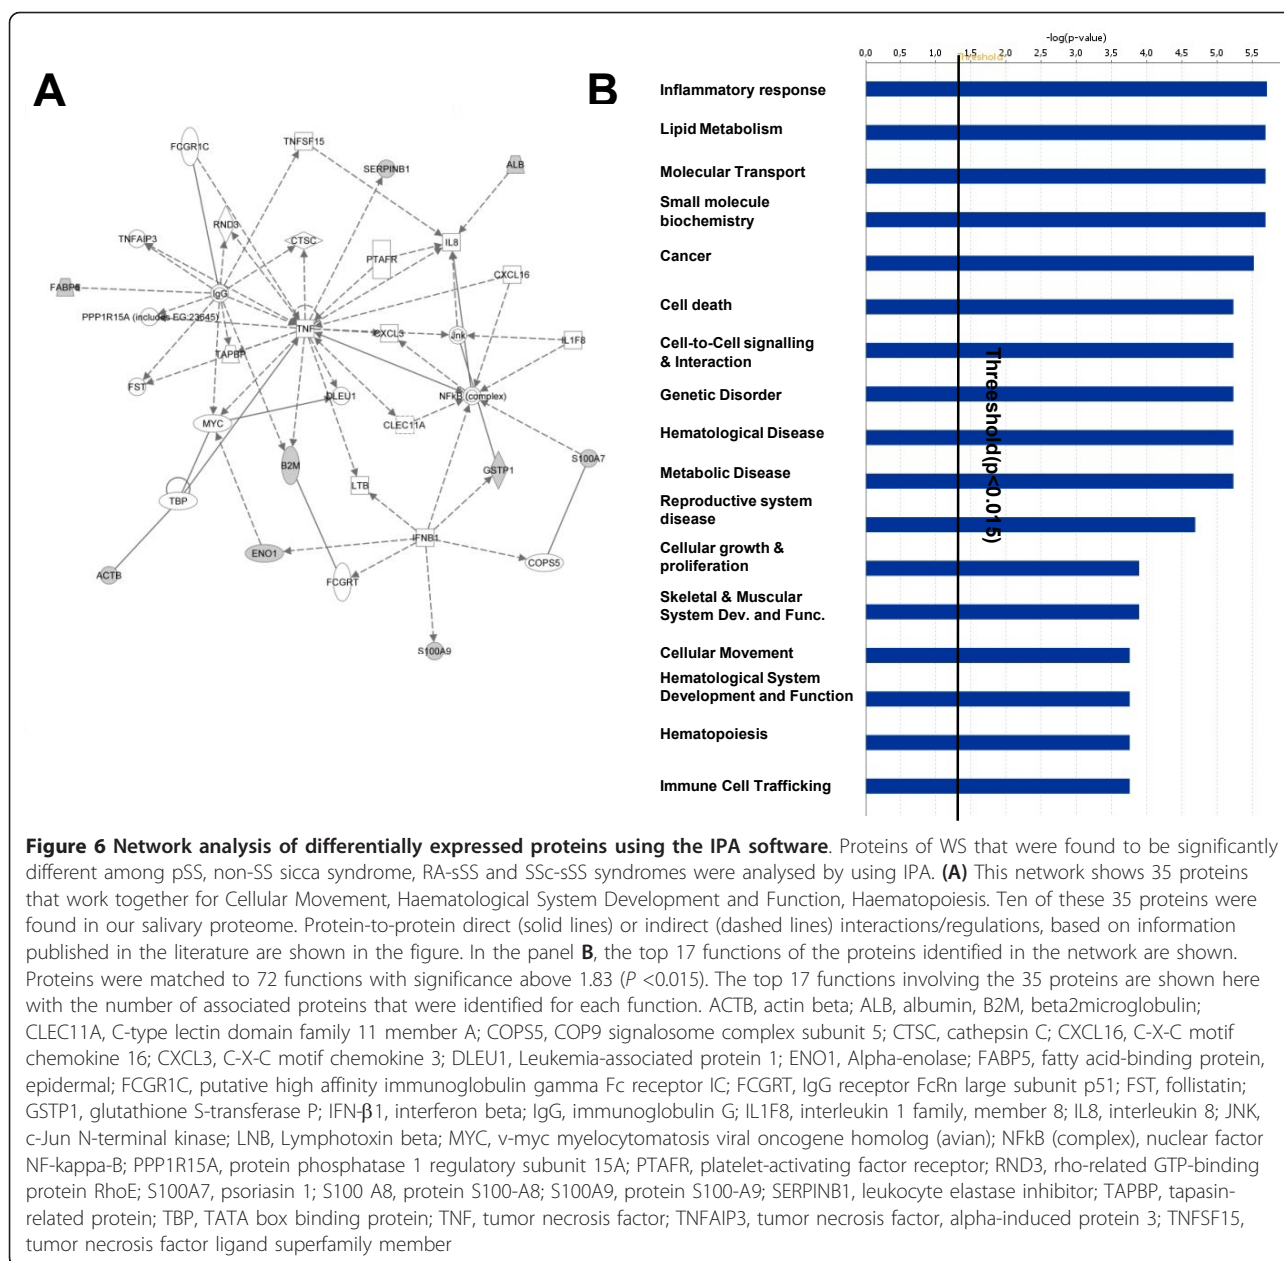 A
FCGR1C
TNFSF15
SERPINB1
ALB
RND3
TNFAIP3
CTSC
IL8
PTAFR
CXCL16
FABP5
IgG
PPP1R15A (includes EG:23645)
TNF
CXCL3
Jnk
IL1F8
TAPBP
FST
DLEU1
NFkB (complex)
MYC
CLEC11A
B2M
GSTP1
S100A7
LTB
TBP
IFNB1
ENO1
COPS5
ACTB
FCGRT
S100A9
B
-log(p-value)
0,0 0,5 1,0 1,5 2,0 2,5 3,0 3,5 4,0 4,5 5,0 5,5
Threshold
Inflammatory response
Lipid Metabolism
Molecular Transport
Small molecule
biochemistry
Cancer
Cell death
Cell-to-Cell signalling
& Interaction
Genetic Disorder
Hematological Disease
Metabolic Disease
Reproductive system
disease
Cellular growth &
proliferation
Skeletal & Muscular
System Dev. and Func.
Cellular Movement
Hematological System
Development and Function
Hematopoiesis
Immune Cell Trafficking
Threeshold(p<0.015)
Figure 6 Network analysis of differentially expressed proteins using the IPA software. Proteins of WS that were found to be significantly
different among pSS, non-SS sicca syndrome, RA-sSS and SSc-sSS syndromes were analysed by using IPA. (A) This network shows 35 proteins
that work together for Cellular Movement, Haematological System Development and Function, Haematopoiesis. Ten of these 35 proteins were
found in our salivary proteome. Protein-to-protein direct (solid lines) or indirect (dashed lines) interactions/regulations, based on information
published in the literature are shown in the figure. In the panel B, the top 17 functions of the proteins identified in the network are shown.
Proteins were matched to 72 functions with significance above 1.83 (P <0.015). The top 17 functions involving the 35 proteins are shown here
with the number of associated proteins that were identified for each function. ACTB, actin beta; ALB, albumin, B2M, beta2microglobulin;
CLEC11A, C-type lectin domain family 11 member A; COPS5, COP9 signalosome complex subunit 5; CTSC, cathepsin C; CXCL16, C-X-C motif
chemokine 16; CXCL3, C-X-C motif chemokine 3; DLEU1, Leukemia-associated protein 1; ENO1, Alpha-enolase; FABP5, fatty acid-binding protein,
epidermal; FCGR1C, putative high affinity immunoglobulin gamma Fc receptor IC; FCGRT, IgG receptor FcRn large subunit p51; FST, follistatin;
GSTP1, glutathione S-transferase P; IFN-β1, interferon beta; IgG, immunoglobulin G; IL1F8, interleukin 1 family, member 8; IL8, interleukin 8; JNK,
c-Jun N-terminal kinase; LNB, Lymphotoxin beta; MYC, v-myc myelocytomatosis viral oncogene homolog (avian); NFkB (complex), nuclear factor
NF-kappa-B; PPP1R15A, protein phosphatase 1 regulatory subunit 15A; PTAFR, platelet-activating factor receptor; RND3, rho-related GTP-binding
protein RhoE; S100A7, psoriasin 1; S100 A8, protein S100-A8; S100A9, protein S100-A9; SERPINB1, leukocyte elastase inhibitor; TAPBP, tapasin-
related protein; TBP, TATA box binding protein; TNF, tumor necrosis factor; TNFAIP3, tumor necrosis factor, alpha-induced protein 3; TNFSF15,
tumor necrosis factor ligand superfamily member